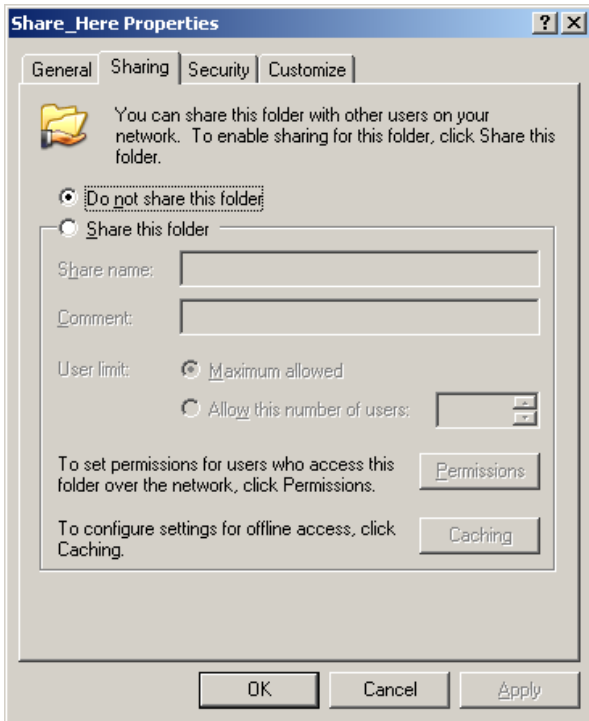 Share_Here Properties
General Sharing Security Customize
You can share this folder with other users on your
network. To enable sharing for this folder, click Share this
folder.
Do not share this folder
Share this folder
Share name:
Comment:
User limit: Maximum allowed
Allow this number of users:
To set permissions for users who access this
folder over the network, click Permissions.
Permissions
To configure settings for offline access, click
Caching.
Caching
OK Cancel Apply